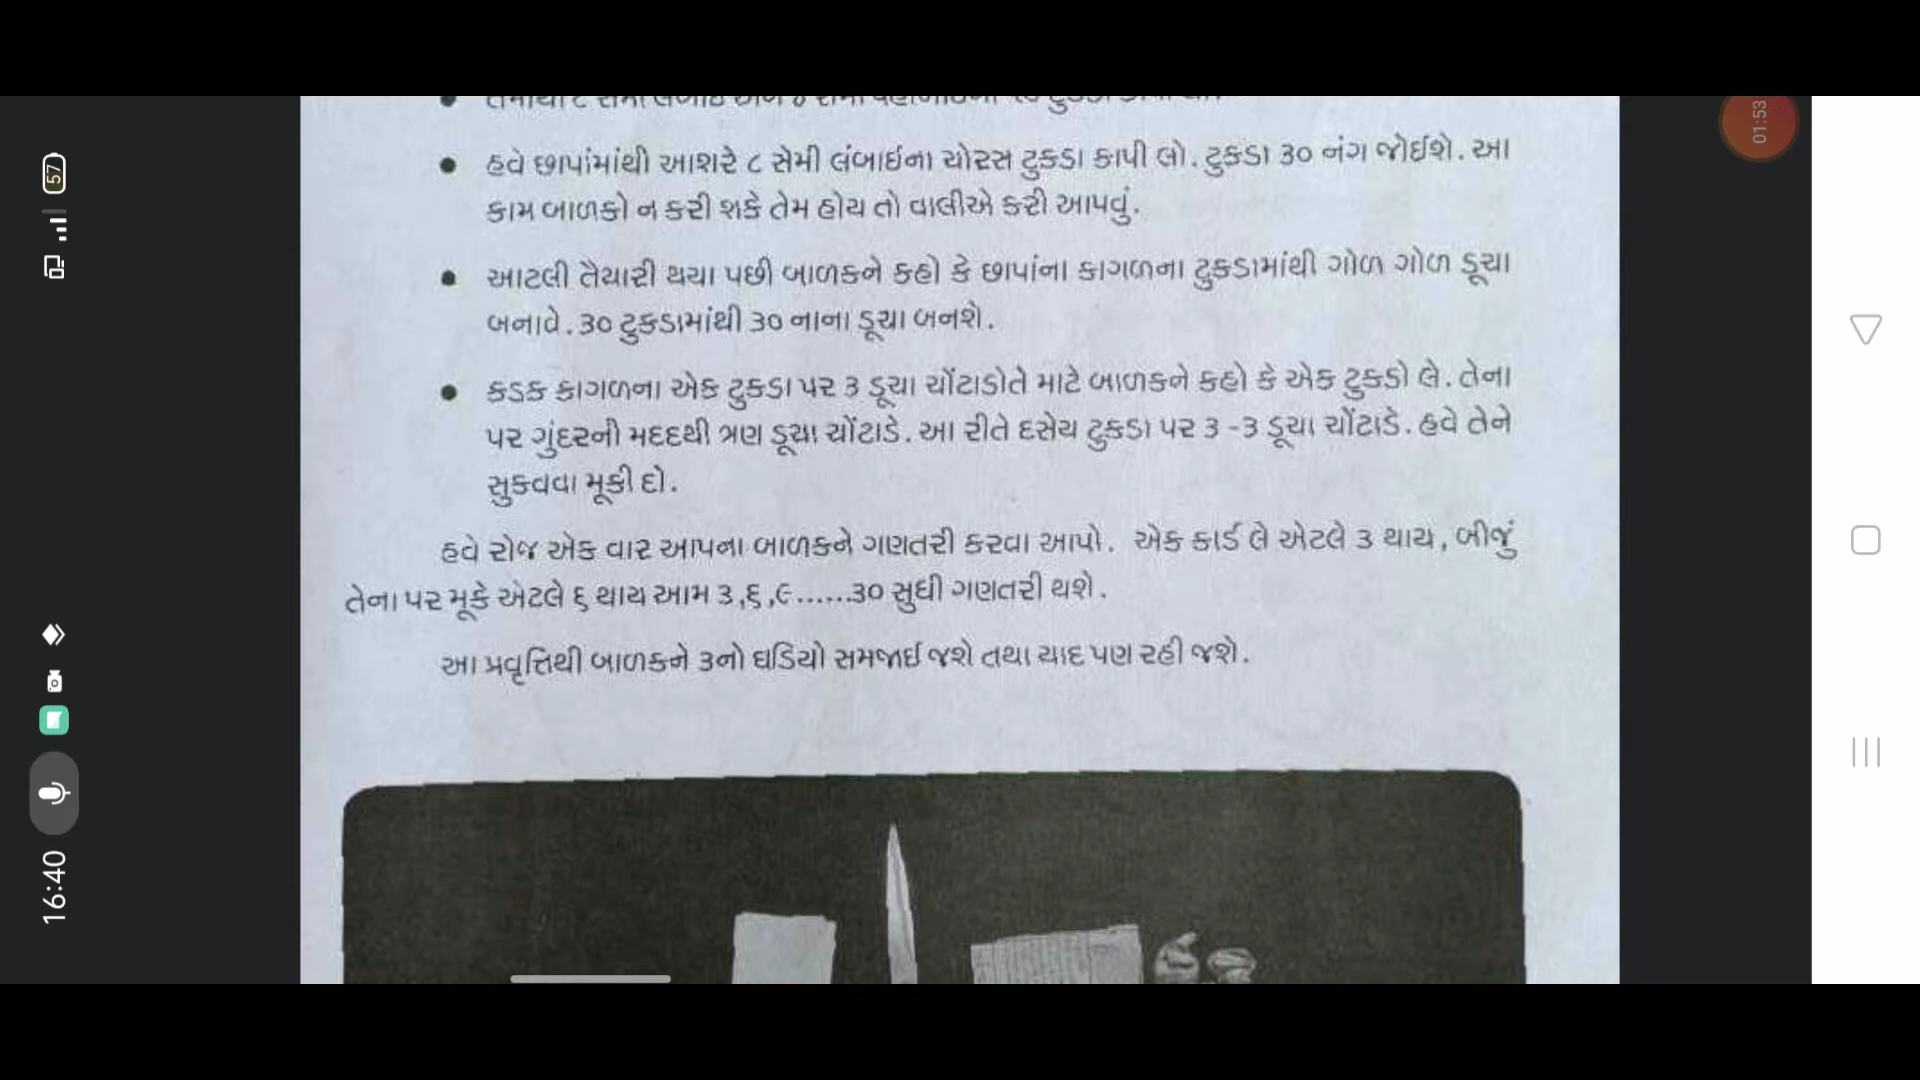 હવે છાપાંમાંથી આશરે ૮ સેમી લંબાઇના ચોરસ ટુકડા કાપી લો. ટુકડા ૩૦ નંગ જોઈશે. આ
કામ બાળકો ન કરી શકે તેમ હોય તો વાલીએ કરી આપવું.
આટલી તૈયારી થયા પછી બાળકને કહો કે છાપાંના કાગળના ટુકડામાંથી ગોળ ગોળ ડૂચા
બનાવે. ૩૦ ટુકડામાંથી ૩૦ નાના ડૂચા બનશે.
કડક કાગળના એક ટુકડા પર ૩ ડૂચા ચોંટાડોતે માટે બાળકને કહો કે એક ટુકડો લે. તેના
પર ગુંદરની મદદથી ત્રણ ડૂચા ચોંટાડે. આ રીતે દસેય ટુકડા પર ૩ -૩ ડૂચા ચોંટાડે. હવે તેને
સુકવવા મૂકી દો.
હવે રોજ એક વાર આપના બાળકને ગણતરી કરવા આપો. એક કાર્ડ લે એટલે ૩ થાય, બીજું
તેના પર મૂકે એટલે ૬ થાય આમ ૩,૬,૯......૩૦ સુધી ગણતરી થશે.
આ પ્રવૃત્તિથી બાળકને ૩નો ઘડિયો સમજાઈ જશે તથા યાદ પણ રહી જશે.
57
16:40
01:53